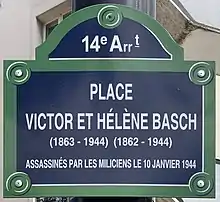 14e Arrt
PLACE
VICTOR ET HÉLÈNE BASCH
(1863 - 1944) (1862 - 1944)
ASSASSINÉS PAR LES MILICIENS LE 10 JANVIER 1944